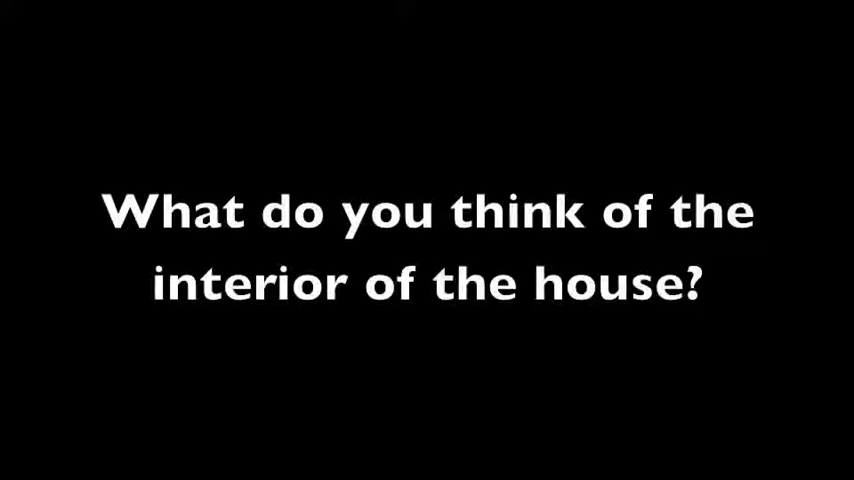 What do you think of the
interior of the house?